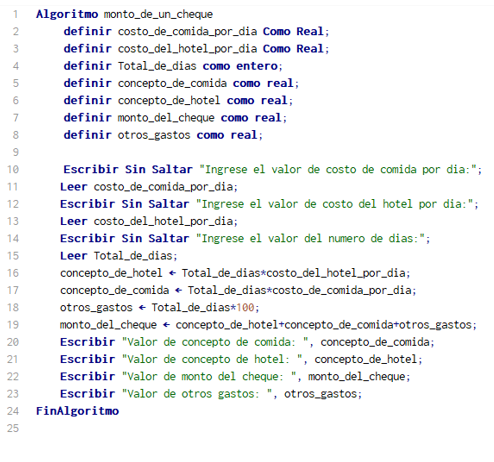 1 Algoritmo monto_de_un_cheque
2 definir costo_de_comida_por_dia Como Real;
3 definir costo_del_hotel_por_dia Como Real;
4 definir Total_de_dias como entero;
5 definir concepto_de_comida como real;
6 definir concepto_de_hotel como real;
7 definir monto_del_cheque como real;
8 definir otros_gastos como real;
9
10 Escribir Sin Saltar "Ingrese el valor de costo de comida por dia:";
11 Leer costo_de_comida_por_dia;
12 Escribir Sin Saltar "Ingrese el valor de costo del hotel por dia:";
13 Leer costo_del_hotel_por_dia;
14 Escribir Sin Saltar "Ingrese el valor del numero de dias:";
15 Leer Total_de_dias;
16 concepto_de_hotel ← Total_de_dias*costo_del_hotel_por_dia;
17 concepto_de_comida ← Total_de_dias*costo_de_comida_por_dia;
18 otros_gastos ← Total_de_dias*100;
19 monto_del_cheque ← concepto_de_hotel+concepto_de_comida+otros_gastos;
20 Escribir "Valor de concepto de comida: ", concepto_de_comida;
21 Escribir "Valor de concepto de hotel: ", concepto_de_hotel;
22 Escribir "Valor de monto del cheque: ", monto_del_cheque;
23 Escribir "Valor de otros gastos: ", otros_gastos;
24 FinAlgoritmo
25